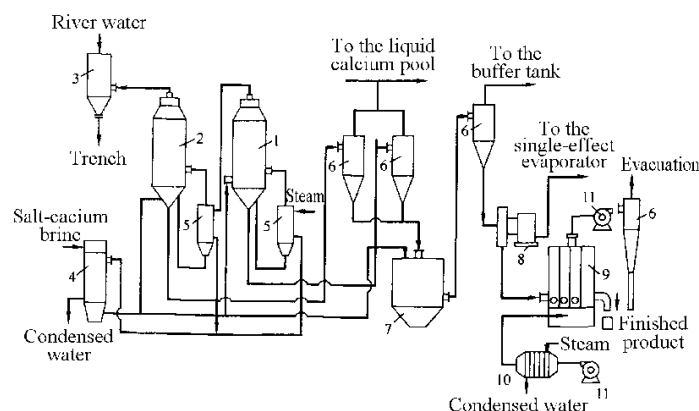 River water
To the liquid
calcium pool
To the
buffer tank
3
Trench
2
1
6
6
6
To the
single-effect
evaporator
Evacuation
11
6
Salt-cacium
brinc
Steam
5
5
4
8
9
7
Condensed
water
Finished
product
Steam
10
11
Condensed water